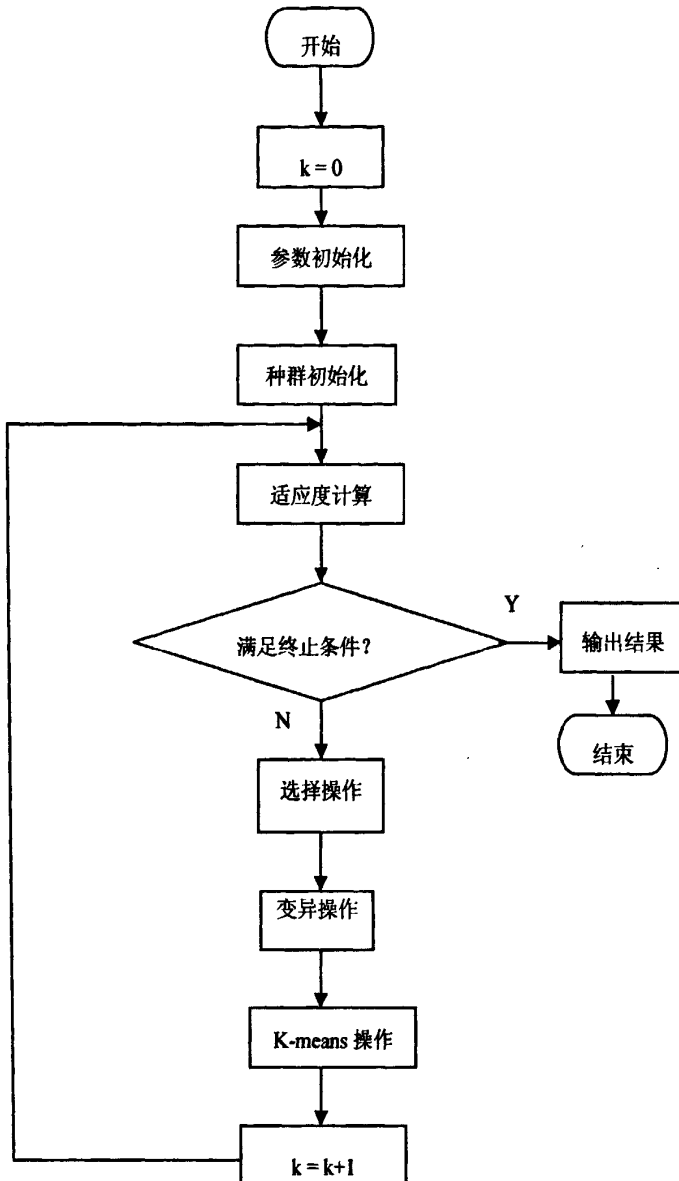 开始
k = 0
参数初始化
种群初始化
适应度计算
满足终止条件?
Y
输出结果
结束
N
选择操作
变异操作
K-means 操作
k = k+1